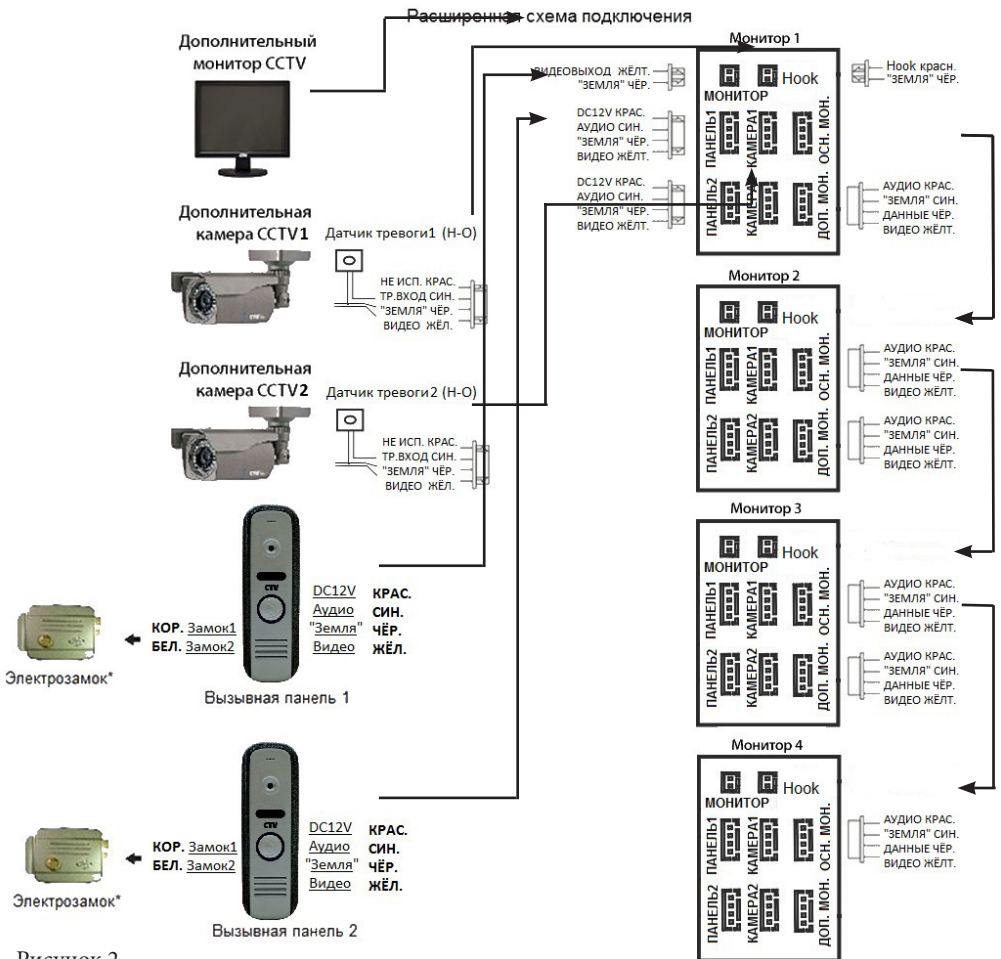 Расширенная схема подключения
Дополнительный
монитор CCTV
Дополнительная
камера CCTV1
Датчик тревоги1 (Н-О)
НЕ ИСП. КРАС.
ТР.ВХОД СИН.
"ЗЕМЛЯ" ЧЁР.
ВИДЕО ЖЁЛ.
Дополнительная
камера CCTV2
Датчик тревоги2 (Н-О)
НЕ ИСП. КРАС.
ТР.ВХОД СИН.
"ЗЕМЛЯ" ЧЁР.
ВИДЕО ЖЁЛ.
CTV
DC12V КРАС.
Аудио СИН.
"Земля" ЧЁР.
Видео ЖЁЛ.
КОР. Замок1
БЕЛ. Замок2
Электрозамок*
Вызывная панель 1
CTV
DC12V КРАС.
Аудио СИН.
"Земля" ЧЁР.
Видео ЖЁЛ.
КОР. Замок1
БЕЛ. Замок2
Электрозамок*
Вызывная панель 2
Рисунок 2
Монитор 1
ВИДЕОВЫХОД ЖЁЛТ.
"ЗЕМЛЯ" ЧЁР.
DC12V КРАС.
АУДИО СИН.
"ЗЕМЛЯ" ЧЁР.
ВИДЕО ЖЁЛТ.
DC12V КРАС.
АУДИО СИН.
"ЗЕМЛЯ" ЧЁР.
ВИДЕО ЖЁЛТ.
Hook
МОНИТОР
ПАНЕЛЬ1
КАМЕРА1
ОСН. МОН.
ПАНЕЛЬ2
КАМЕРА
ДОП. МОН.
Hook красн.
"ЗЕМЛЯ" ЧЁР.
АУДИО КРАС.
"ЗЕМЛЯ" СИН.
ДАННЫЕ ЧЁР.
ВИДЕО ЖЁЛТ.
Монитор 2
Hook
МОНИТОР
ПАНЕЛЬ1
КАМЕРА1
ОСН. МОН.
ПАНЕЛЬ2
КАМЕРА2
ДОП. МОН.
АУДИО КРАС.
"ЗЕМЛЯ" СИН.
ДАННЫЕ ЧЁР.
ВИДЕО ЖЁЛТ.
АУДИО КРАС.
"ЗЕМЛЯ" СИН.
ДАННЫЕ ЧЁР.
ВИДЕО ЖЁЛТ.
Монитор 3
Hook
МОНИТОР
ПАНЕЛЬ1
КАМЕРА1
ОСН. МОН.
ПАНЕЛЬ2
КАМЕРА2
ДОП. МОН.
АУДИО КРАС.
"ЗЕМЛЯ" СИН.
ДАННЫЕ ЧЁР.
ВИДЕО ЖЁЛТ.
АУДИО КРАС.
"ЗЕМЛЯ" СИН.
ДАННЫЕ ЧЁР.
ВИДЕО ЖЁЛТ.
Монитор 4
Hook
МОНИТОР
ПАНЕЛЬ1
КАМЕРА1
ОСН. МОН.
ПАНЕЛЬ2
КАМЕРА2
ДОП. МОН.
АУДИО КРАС.
"ЗЕМЛЯ" СИН.
ДАННЫЕ ЧЁР.
ВИДЕО ЖЁЛТ.